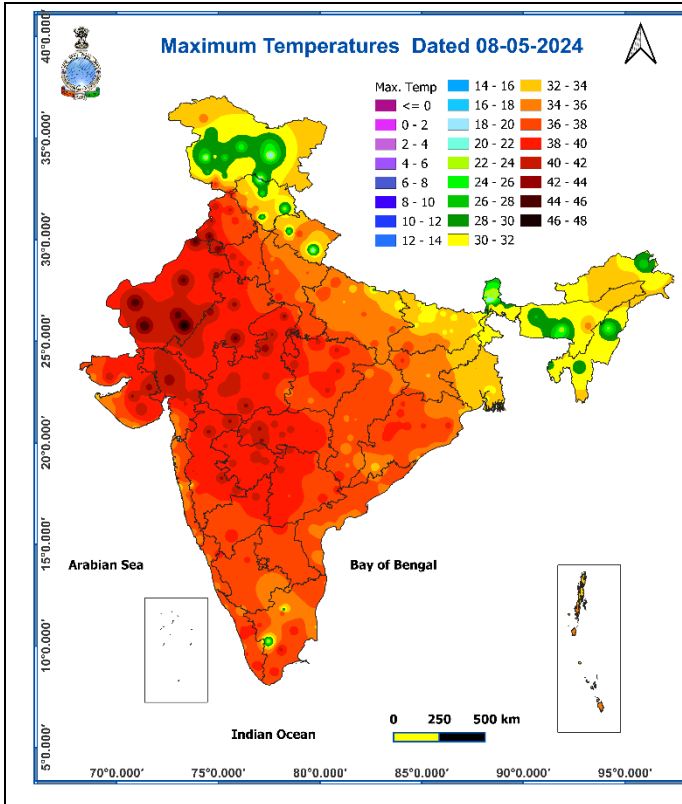 Maximum Temperatures Dated 08-05-2024
Max. Temp
<= 0
0 - 2
2 - 4
4 - 6
6 - 8
8 - 10
10 - 12
12 - 14
14 - 16
16 - 18
18 - 20
20 - 22
22 - 24
24 - 26
26 - 28
28 - 30
30 - 32
32 - 34
34 - 36
36 - 38
38 - 40
40 - 42
42 - 44
44 - 46
46 - 48
40°0.000'
35°0.000'
30°0.000'
25°0.000'
20°0.000'
15°0.000'
10°0.000'
5°0.000'
Arabian Sea
Bay of Bengal
Indian Ocean
0 250 500 km
70°0.000' 75°0.000' 80°0.000' 85°0.000' 90°0.000' 95°0.000'